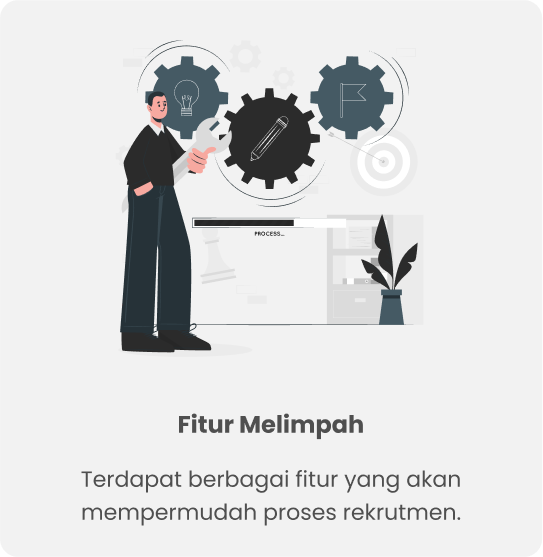 PROCESS...
Fitur Melimpah
Terdapat berbagai fitur yang akan
mempermudah proses rekrutmen.